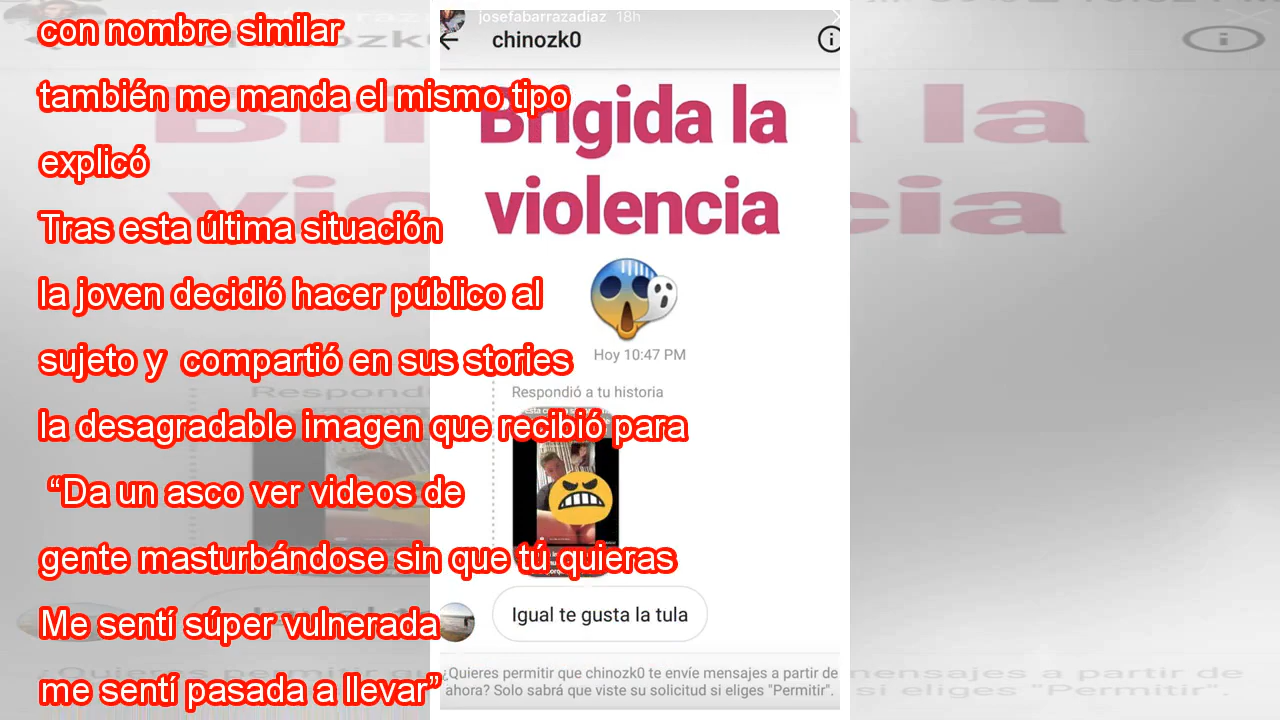 con nombre similar
también me manda el mismo tipo
explicó
Tras esta última situación
la joven decidió hacer público al
sujeto y compartió en sus stories
la desagradable imagen que recibió para
“Da un asco ver videos de
gente masturbándose sin que tú quieras
Me sentí súper vulnerada
me sentí pasada a llevar”
josefabarrazadiaz 18h
chinozk0
Brigida la
violencia
Hoy 10:47 PM
Respondió a tu historia
Igual te gusta la tula
¿Quieres permitir que chinozk0 te envíe mensajes a partir de
ahora? Solo sabrá que viste su solicitud si eliges "Permitir".